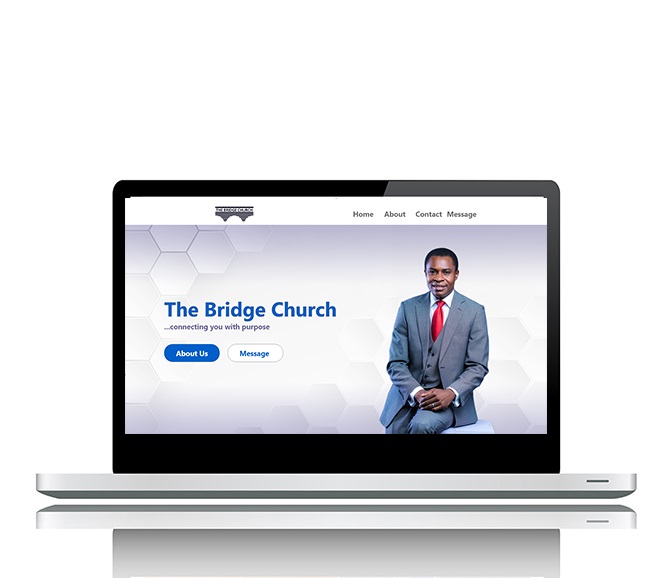 THE BRIDGE CHURCH
Home About Contact Message
The Bridge Church
...connecting you with purpose
About Us Message